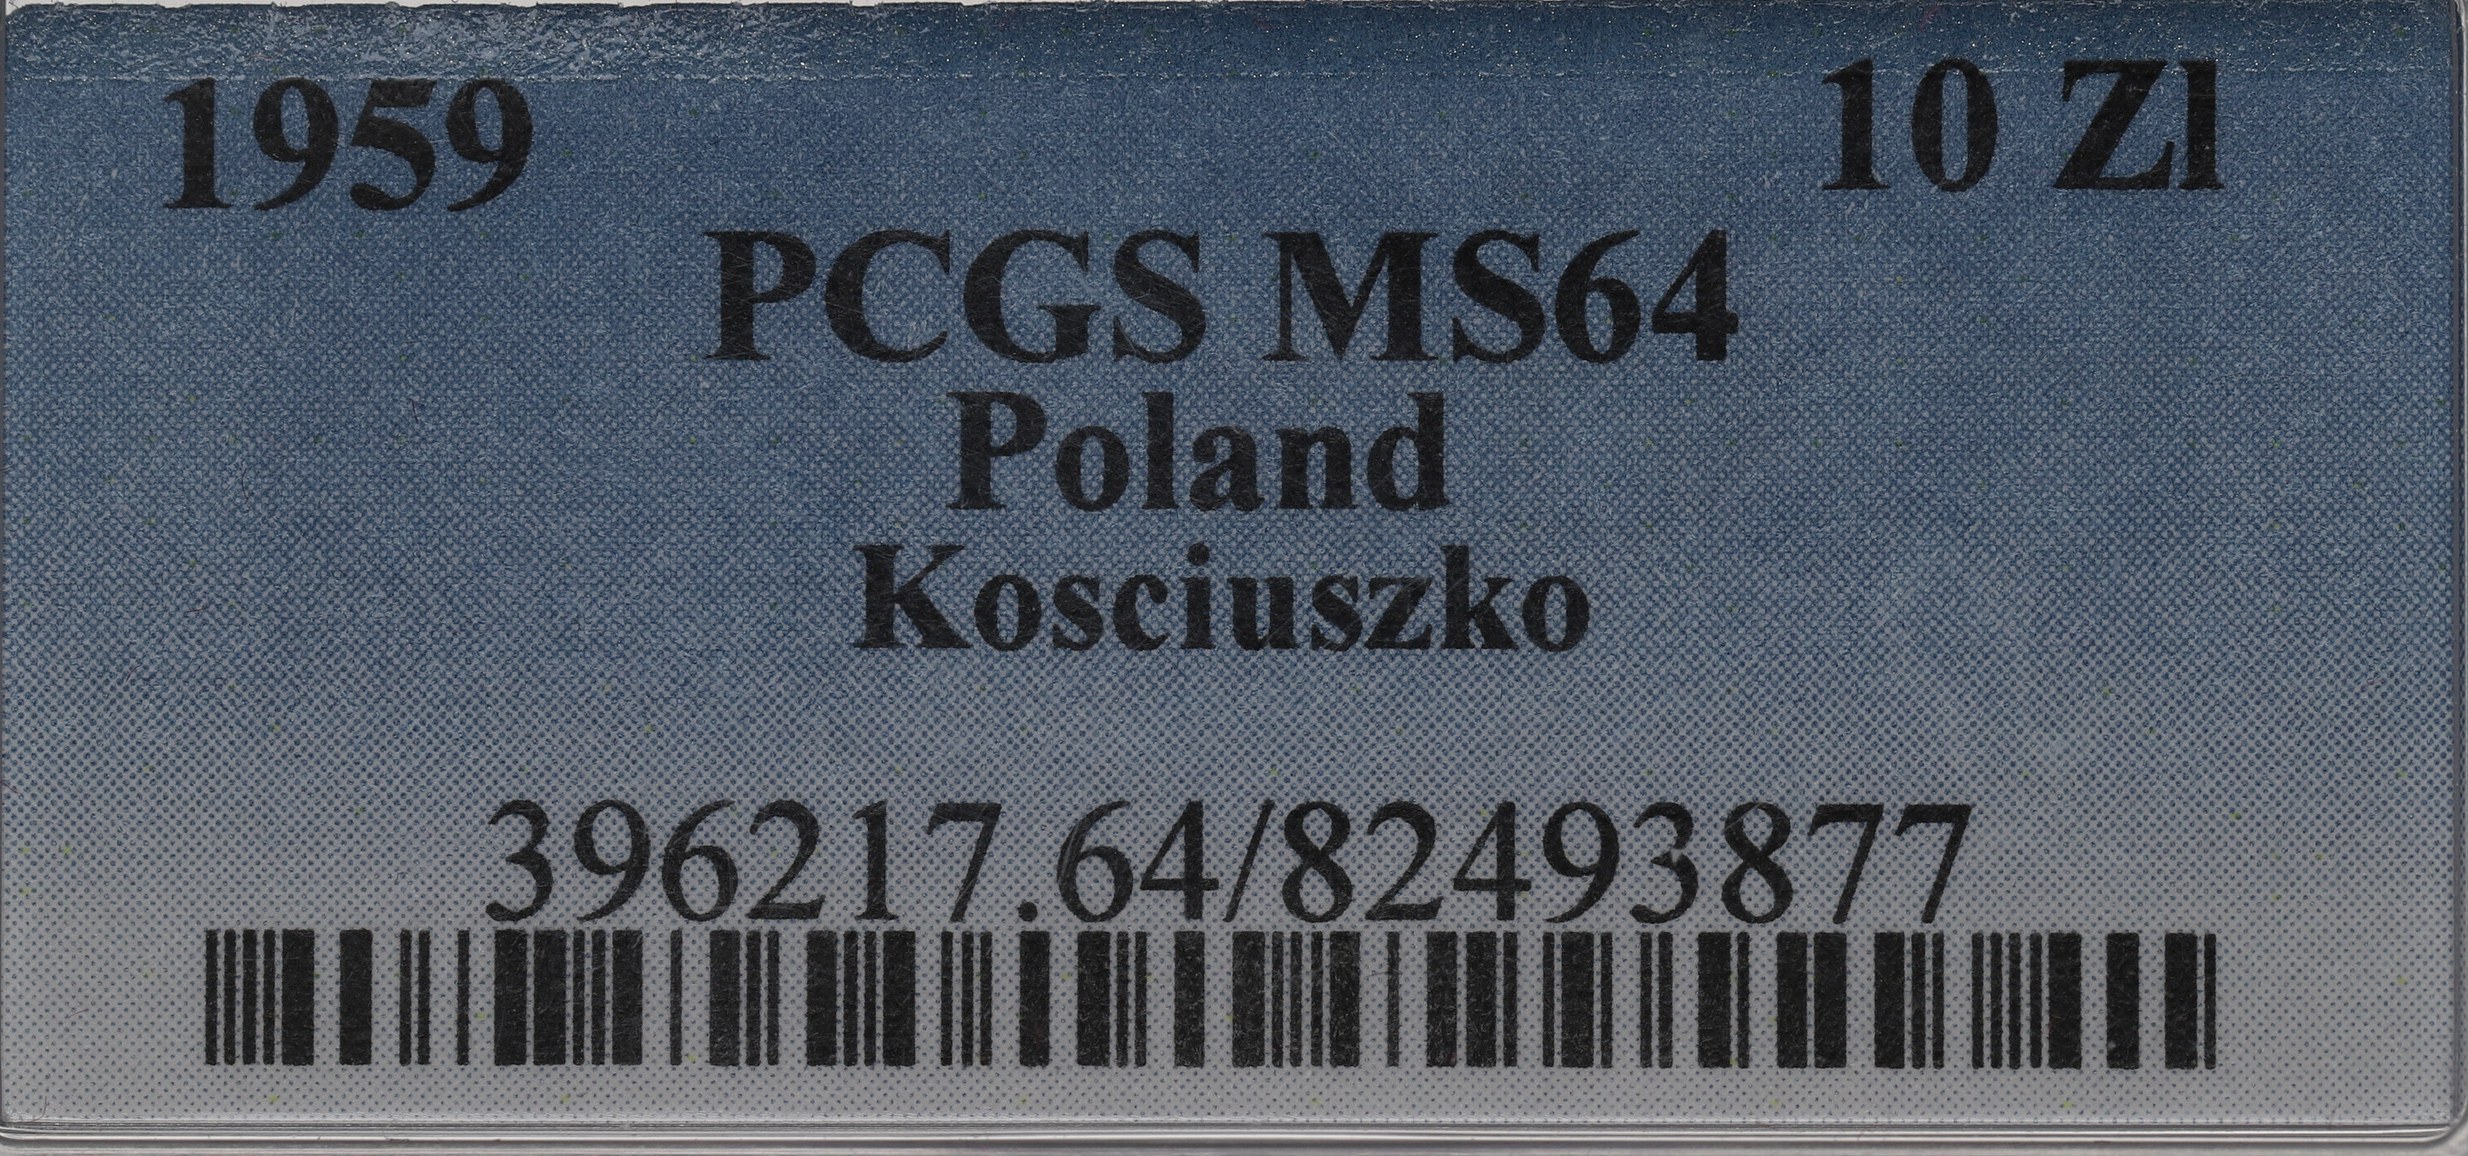 1959 10 Zl
PCGS MS64
Poland
Kosciuszko
396217.64/82493877